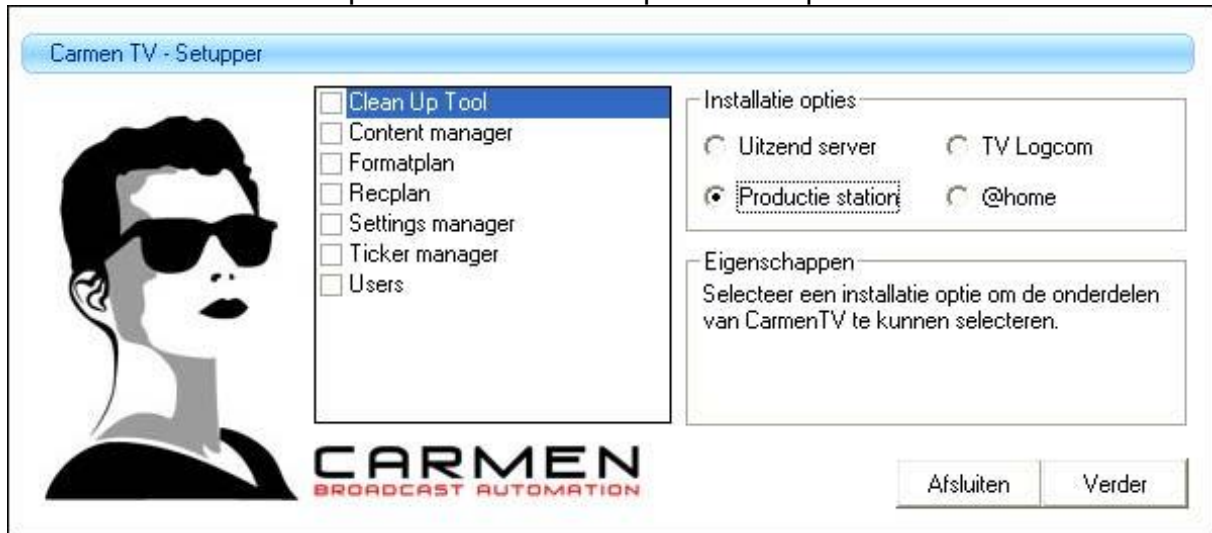 Carmen TV - Setupper
Clean Up Tool
Content manager
Formatplan
Recplan
Settings manager
Ticker manager
Users
Installatie opties
Uitzend server
TV Logcom
Productie station
@home
Eigenschappen
Selecteer een installatie optie om de onderdelen
van CarmenTV te kunnen selecteren.
CARMEN
BROADCAST AUTOMATION
Afsluiten
Verder